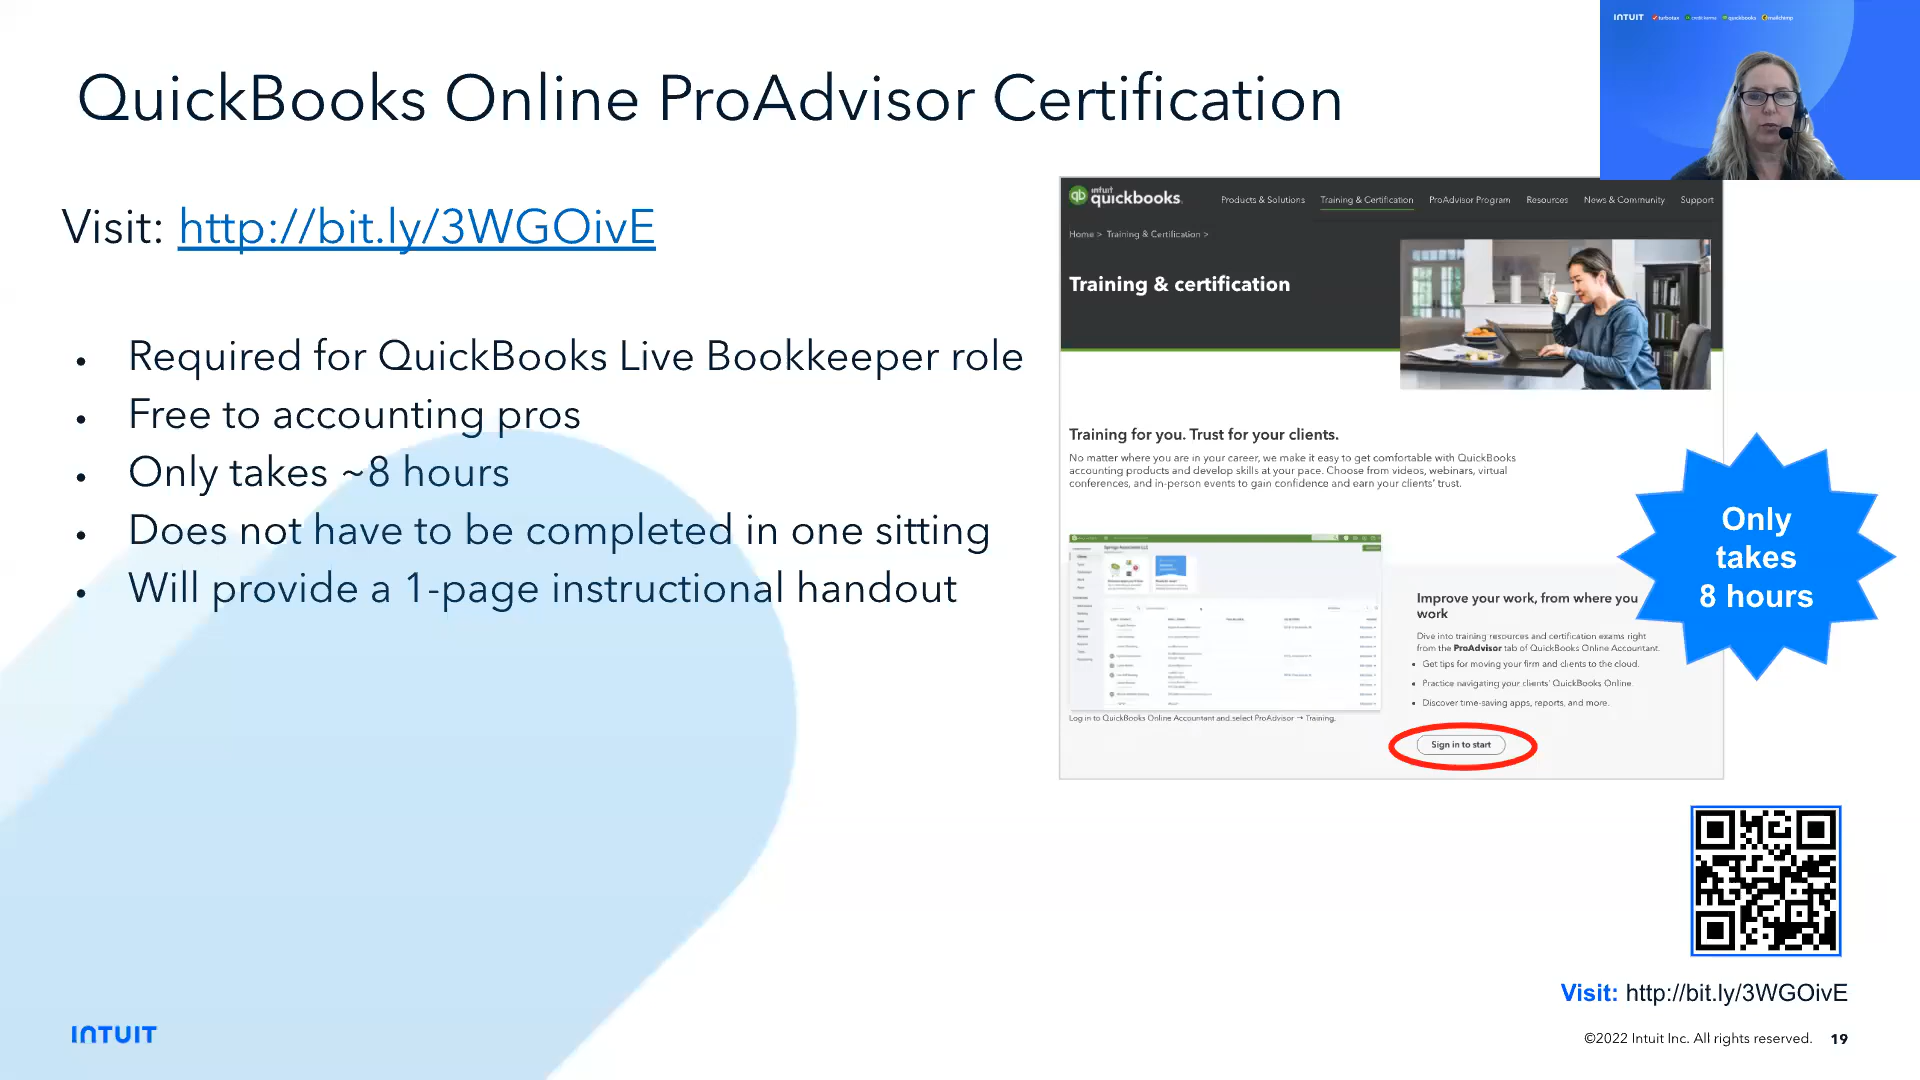 QuickBooks Online ProAdvisor Certification
INTUIT turbotax creditkarma quickbooks mailchimp
Visit: http://bit.ly/3WGOivE
• Required for QuickBooks Live Bookkeeper role
• Free to accounting pros
• Only takes ~8 hours
• Does not have to be completed in one sitting
• Will provide a 1-page instructional handout
qb intuit quickbooks
Products & Solutions Training & Certification ProAdvisor Program Resources News & Community Support
Home > Training & Certification >
Training & certification
Training for you. Trust for your clients.
No matter where you are in your career, we make it easy to get comfortable with QuickBooks
accounting products and develop skills at your pace. Choose from videos, webinars, virtual
conferences, and in-person events to gain confidence and earn your clients' trust.
Log in to QuickBooks Online Accountant and select ProAdvisor → Training.
Improve your work, from where you
work
Dive into training resources and certification exams right
from the ProAdvisor tab of QuickBooks Online Accountant.
• Get tips for moving your firm and clients to the cloud.
• Practice navigating your clients' QuickBooks Online.
• Discover time-saving apps, reports, and more.
Sign in to start
Only
takes
8 hours
Visit: http://bit.ly/3WGOivE
INTUIT
©2022 Intuit Inc. All rights reserved. 19